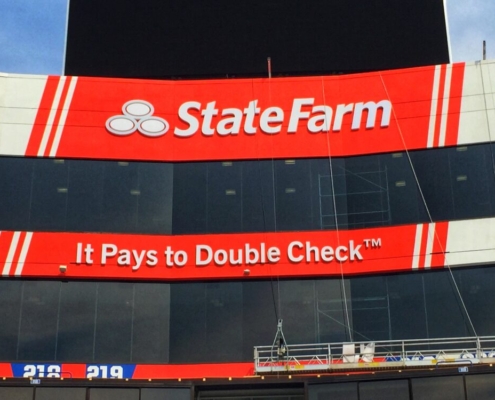 State Farm
It Pays to Double Check™
218 219